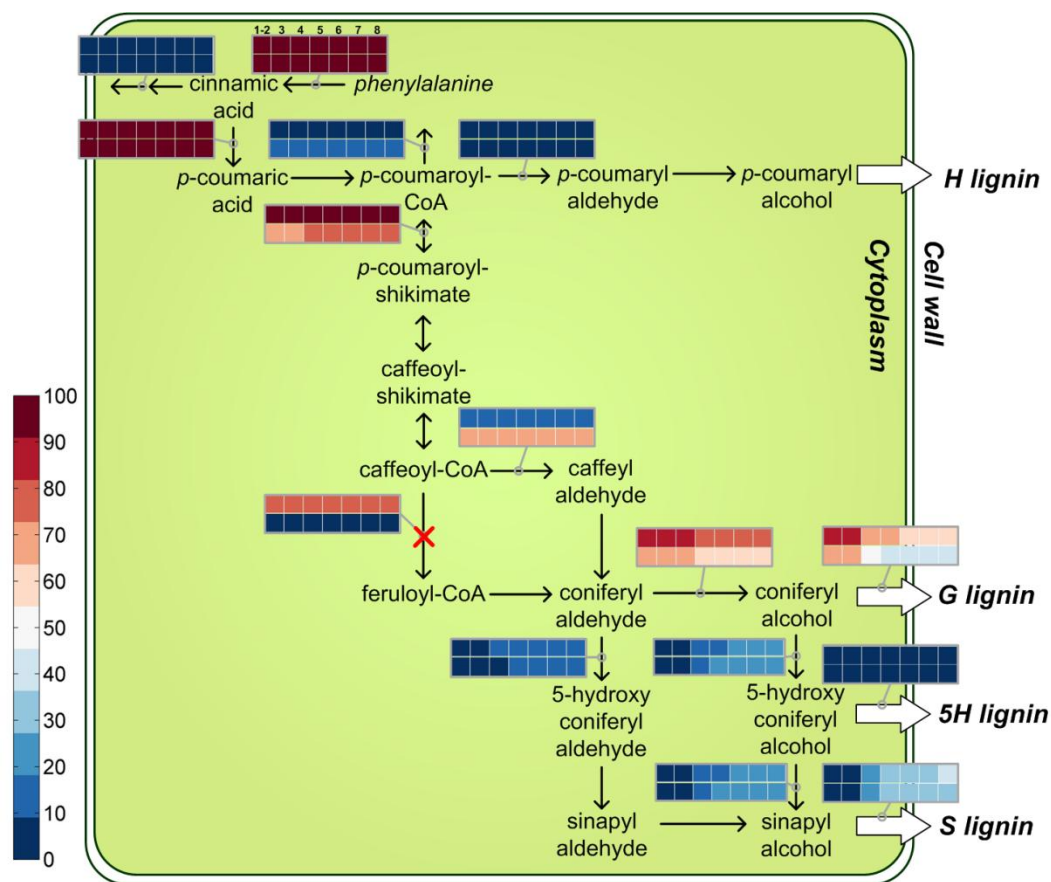 1-2 3 4 5 6 7 8
cinnamic
acid
phenylalanine
p-coumaric
acid
p-coumaroyl-
CoA
p-coumaryl
aldehyde
p-coumaryl
alcohol
H lignin
p-coumaroyl-
shikimate
Cytoplasm
Cell wall
caffeoyl-
shikimate
100
90
80
70
60
50
40
30
20
10
0
caffeoyl-CoA
caffeyl
aldehyde
feruloyl-CoA
coniferyl
aldehyde
coniferyl
alcohol
G lignin
5-hydroxy
coniferyl
aldehyde
5-hydroxy
coniferyl
alcohol
5H lignin
sinapyl
aldehyde
sinapyl
alcohol
S lignin